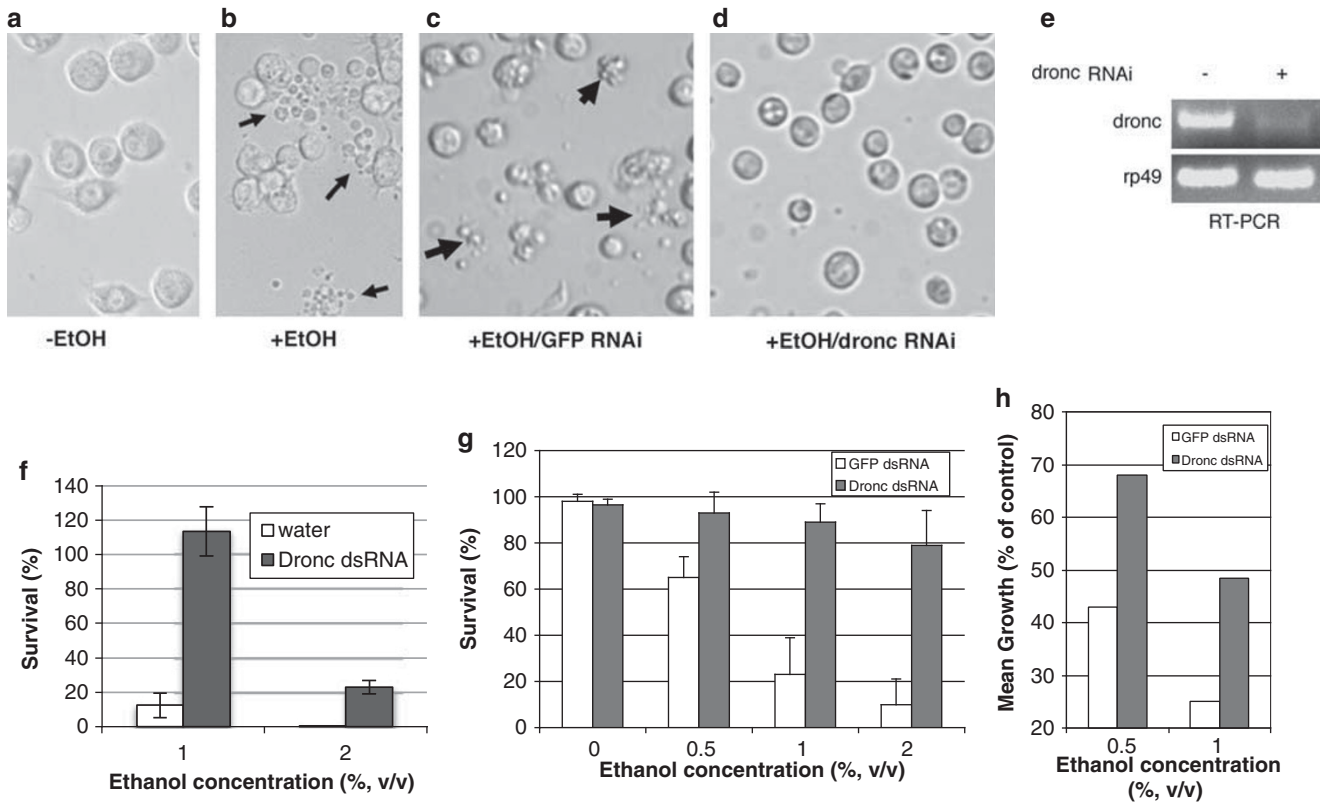 a
b
c
d
e
-EtOH
+EtOH
+EtOH/GFP RNAi
+EtOH/dronc RNAi
dronc RNAi - +
dronc
rp49
RT-PCR
f
Survival (%)
140
120
100
80
60
40
20
0
water
Dronc dsRNA
1 2
Ethanol concentration (%, v/v)
g
Survival (%)
120
100
80
60
40
20
0
GFP dsRNA
Dronc dsRNA
0 0.5 1 2
Ethanol concentration (%, v/v)
h
Mean Growth (% of control)
80
70
60
50
40
30
20
GFP dsRNA
Dronc dsRNA
0.5 1
Ethanol concentration
(%, v/v)